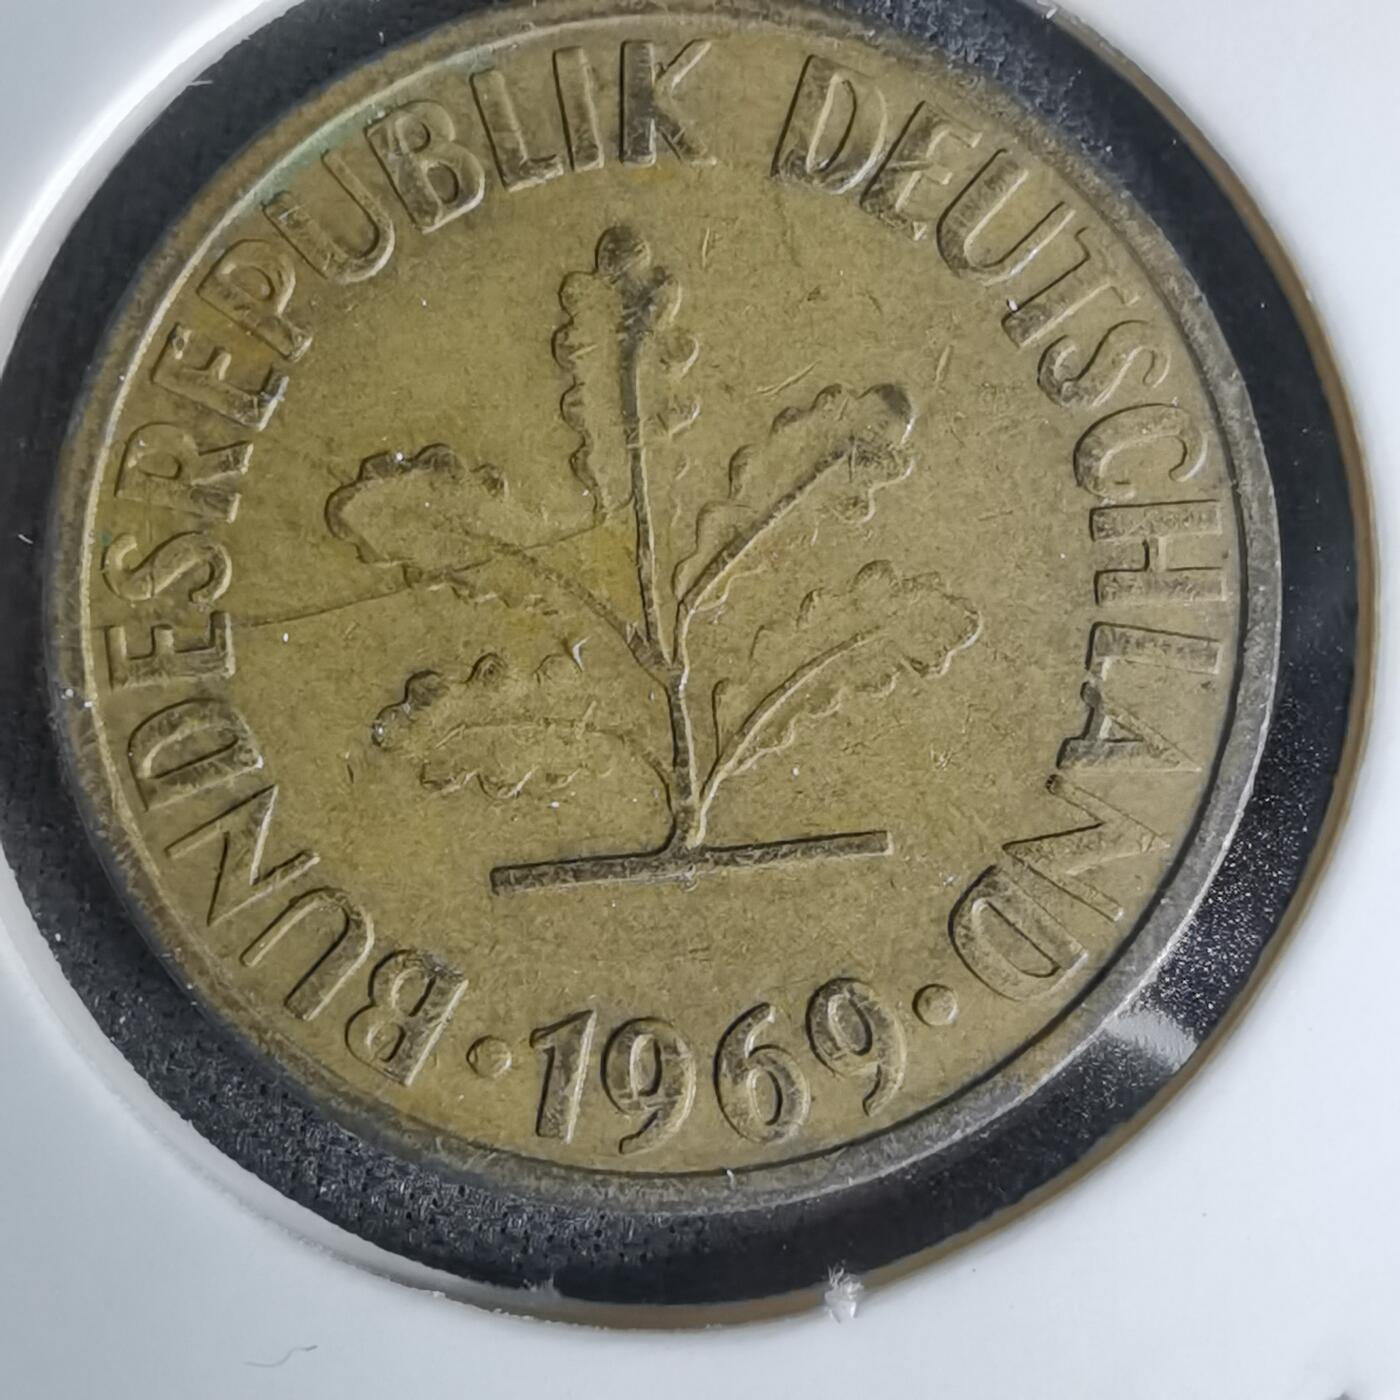 BUNDESREPUBLIK DEUTSCHLAND
· 1969 ·